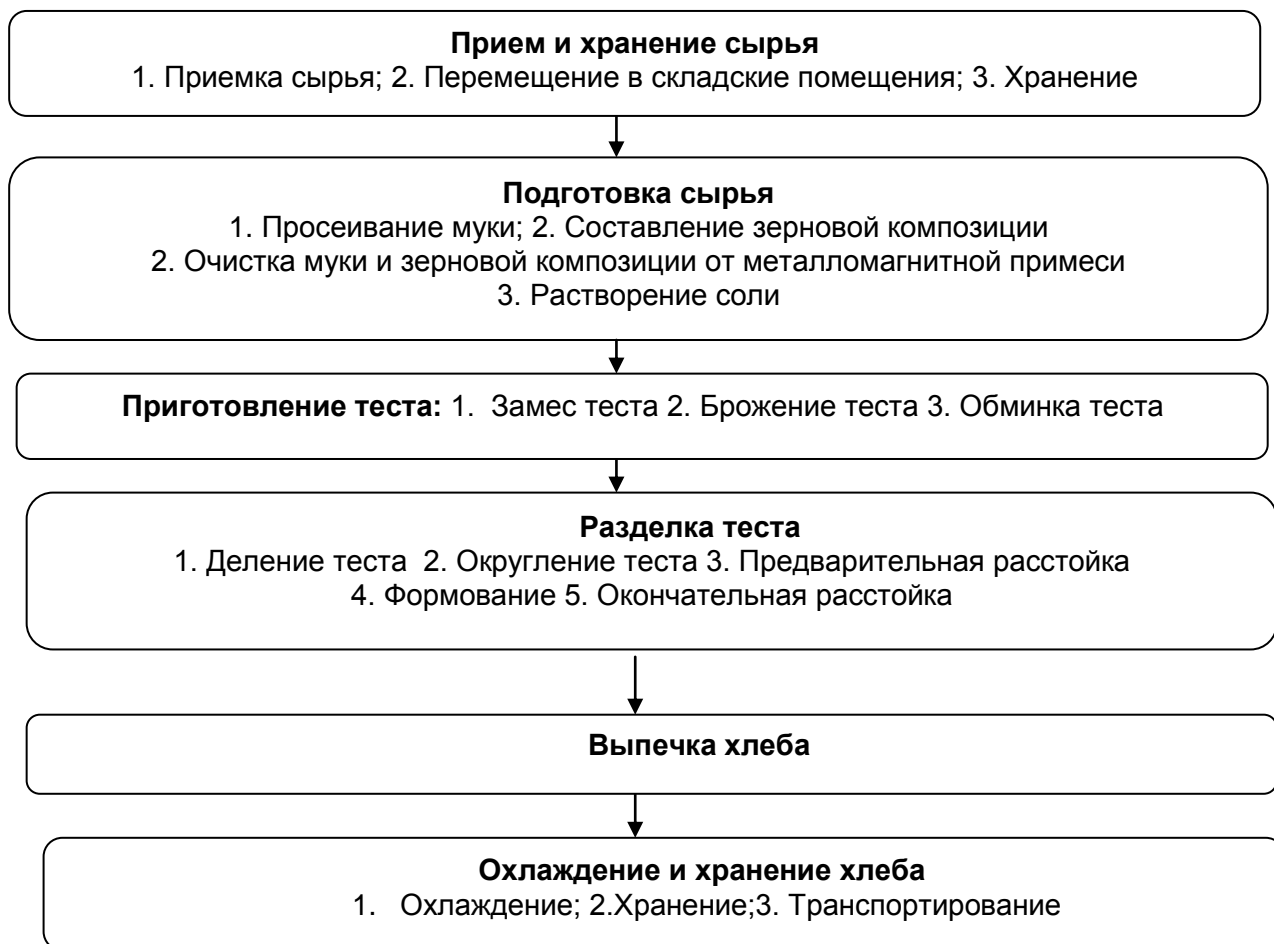 Прием и хранение сырья
1. Приемка сырья; 2. Перемещение в складские помещения; 3. Хранение
Подготовка сырья
1. Просеивание муки; 2. Составление зерновой композиции
2. Очистка муки и зерновой композиции от металломагнитной примеси
3. Растворение соли
Приготовление теста: 1. Замес теста 2. Брожение теста 3. Обминка теста
Разделка теста
1. Деление теста 2. Округление теста 3. Предварительная расстойка
4. Формование 5. Окончательная расстойка
Выпечка хлеба
Охлаждение и хранение хлеба
1. Охлаждение; 2.Хранение;3. Транспортирование